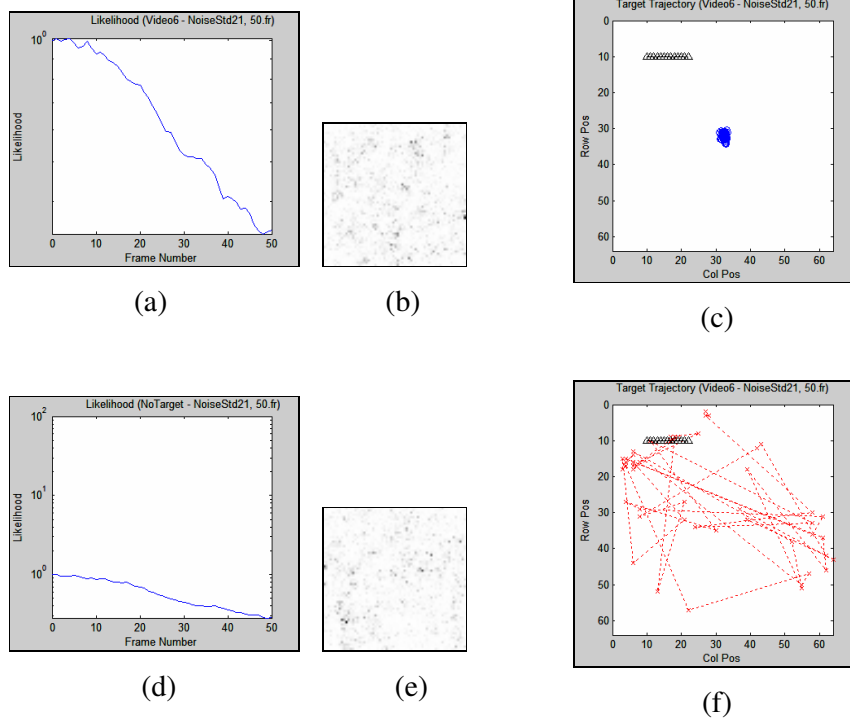 Likelihood (Video6 - NoiseStd21, 50.fr)
10^0
Likelihood
0 10 20 30 40 50
Frame Number
(a)
(b)
Target Trajectory (Video6 - NoiseStd21, 50.fr)
0
10
20
30
40
50
60
Row Pos
0 10 20 30 40 50 60
Col Pos
(c)
Likelihood (NoTarget - NoiseStd21, 50.fr)
10^2
10^1
10^0
Likelihood
0 10 20 30 40 50
Frame Number
(d)
(e)
Target Trajectory (Video6 - NoiseStd21, 50.fr)
0
10
20
30
40
50
60
Row Pos
0 10 20 30 40 50 60
Col Pos
(f)